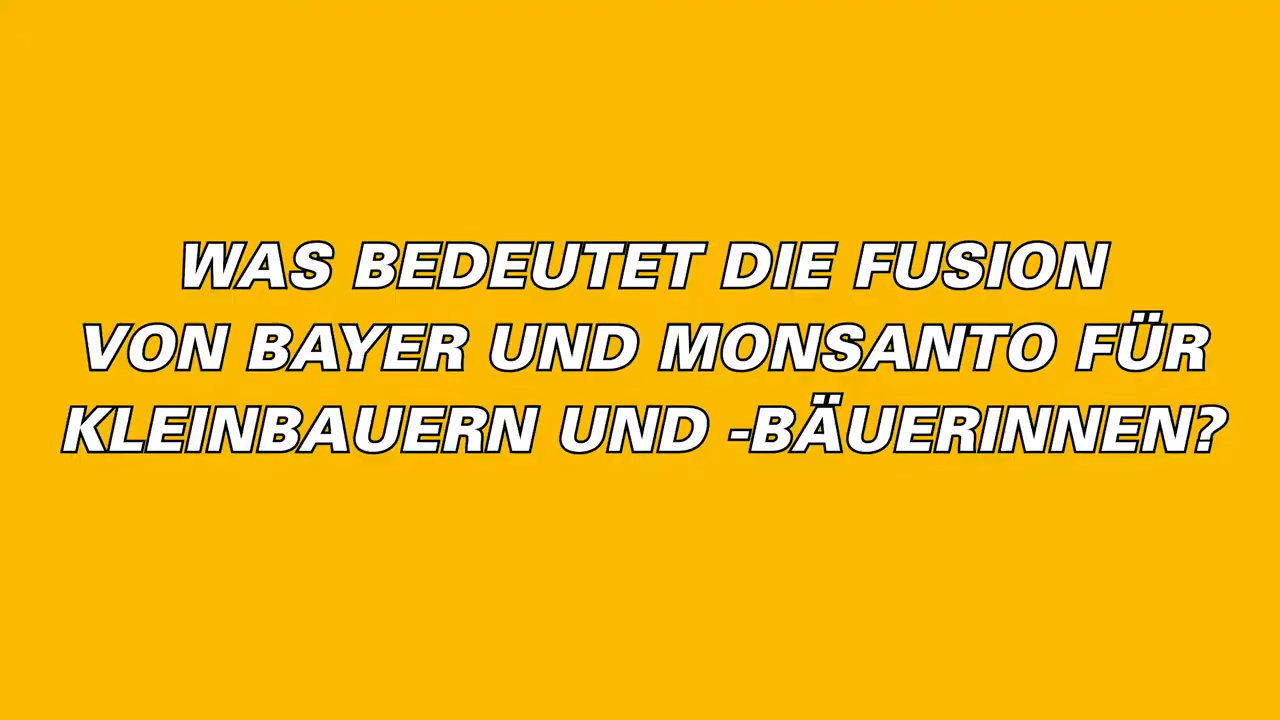 WAS BEDEUTET DIE FUSION
VON BAYER UND MONSANTO FÜR
KLEINBAUERN UND -BÄUERINNEN?